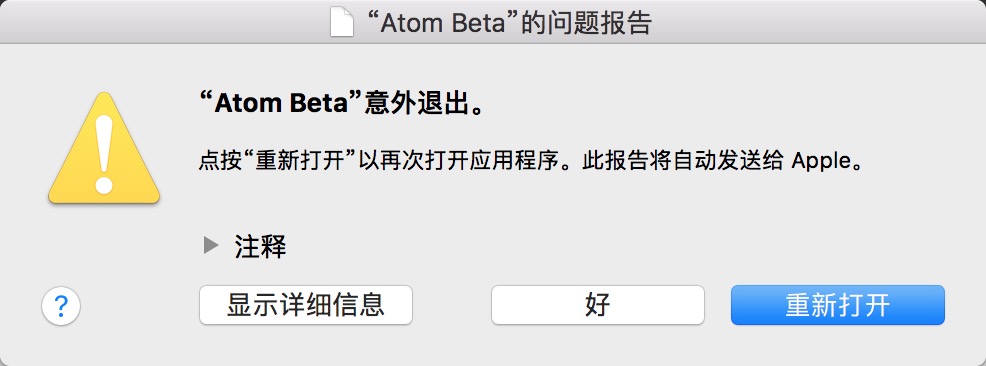 “Atom Beta”的问题报告
“Atom Beta”意外退出。
点按“重新打开”以再次打开应用程序。此报告将自动发送给 Apple。
注释
?
显示详细信息
好
重新打开